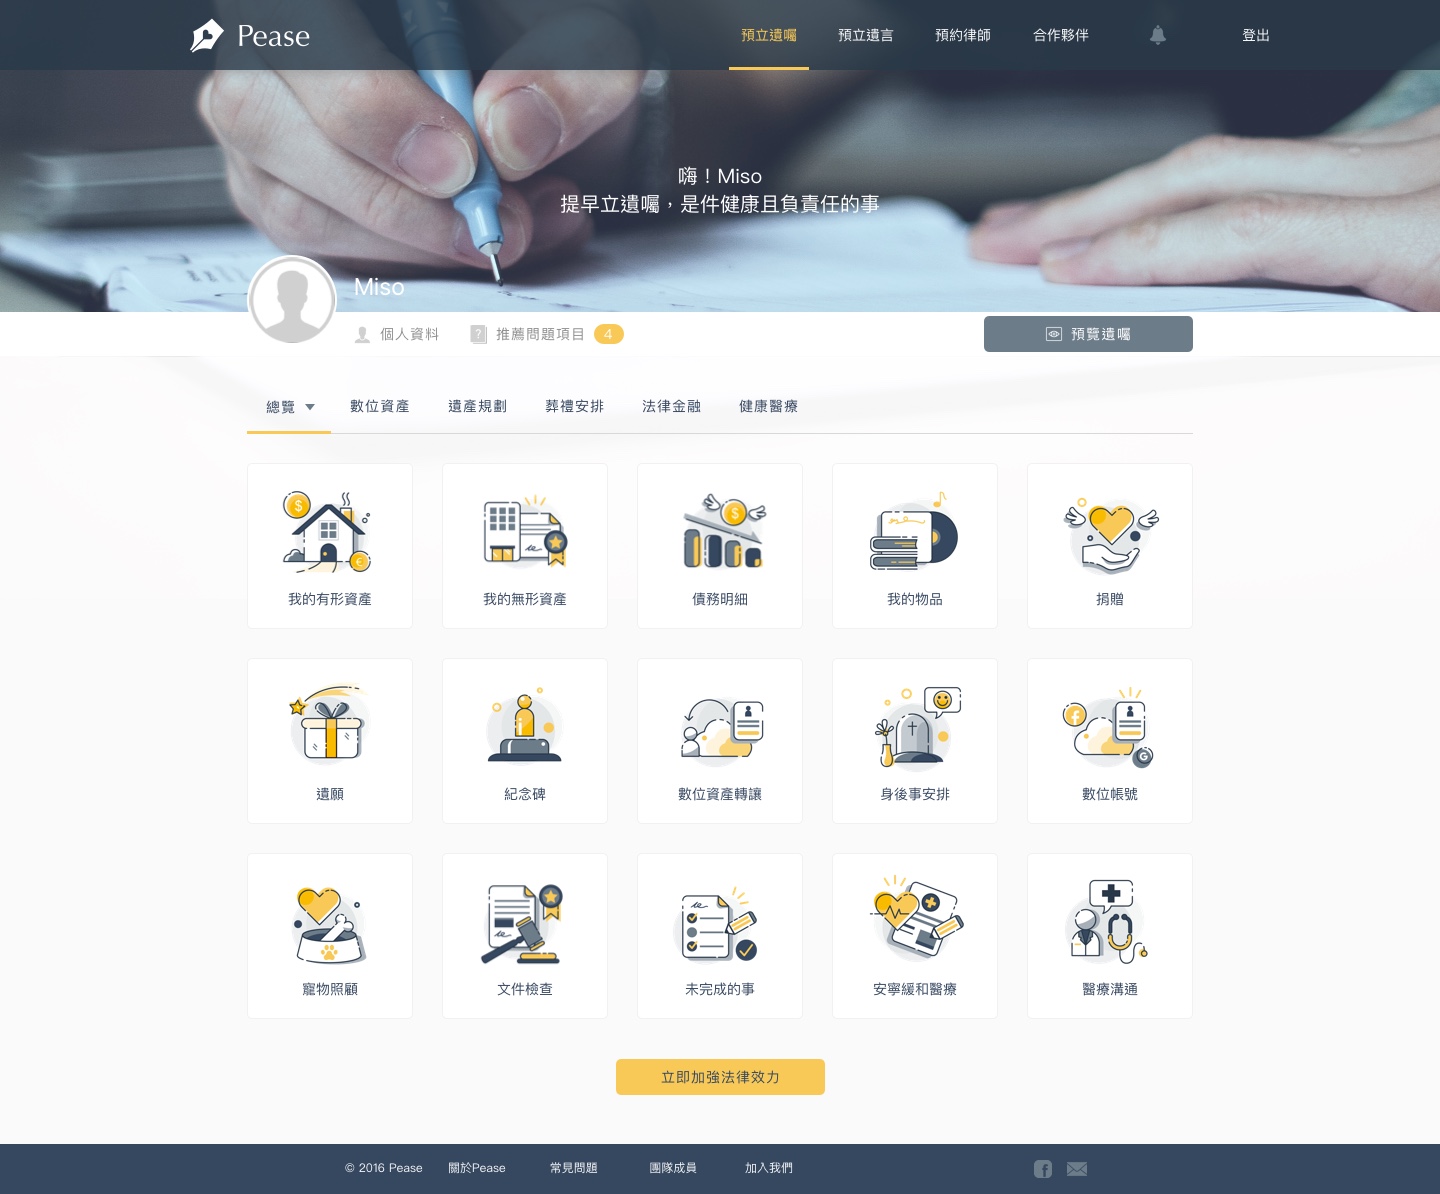 Pease
預立遺囑
預立遺言
預約律師
合作夥伴
登出
嗨！Miso
提早立遺囑，是件健康且負責任的事
Miso
個人資料
推薦問題項目 4
預覽遺囑
總覽
數位資產
遺產規劃
葬禮安排
法律金融
健康醫療
我的有形資產
我的無形資產
債務明細
我的物品
捐贈
遺願
紀念碑
數位資產轉讓
身後事安排
數位帳號
寵物照顧
文件檢查
未完成的事
安寧緩和醫療
醫療溝通
立即加強法律效力
© 2016 Pease
關於Pease
常見問題
團隊成員
加入我們